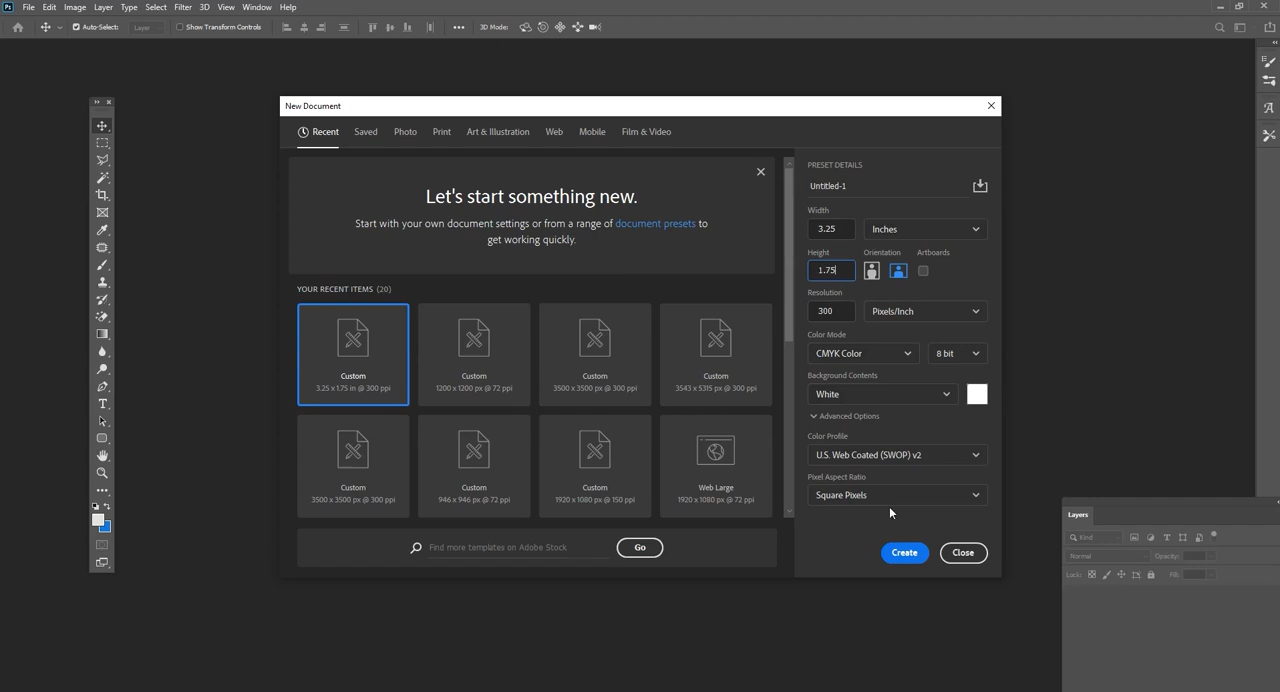 Ps File Edit Image Layer Type Select Filter 3D View Window Help
Auto-Select: Layer Show Transform Controls 3D Mode:
New Document
Recent Saved Photo Print Art & Illustration Web Mobile Film & Video
Let's start something new.
Start with your own document settings or from a range of document presets to
get working quickly.
YOUR RECENT ITEMS (20)
Custom Custom Custom Custom
3.25 x 1.75 in @ 300 ppi 1200 x 1200 px @ 72 ppi 3500 x 3500 px @ 300 ppi 3543 x 5315 px @ 300 ppi
Custom Custom Custom Web Large
3500 x 3500 px @ 300 ppi 946 x 946 px @ 72 ppi 1920 x 1080 px @ 150 ppi 1920 x 1080 px @ 72 ppi
Find more templates on Adobe Stock Go
PRESET DETAILS
Untitled-1
Width
3.25 Inches
Height Orientation Artboards
1.75
Resolution
300 Pixels/Inch
Color Mode
CMYK Color 8 bit
Background Contents
White
Advanced Options
Color Profile
U.S. Web Coated (SWOP) v2
Pixel Aspect Ratio
Square Pixels
Create Close
Layers
Kind
Normal Opacity:
Lock: Fill: